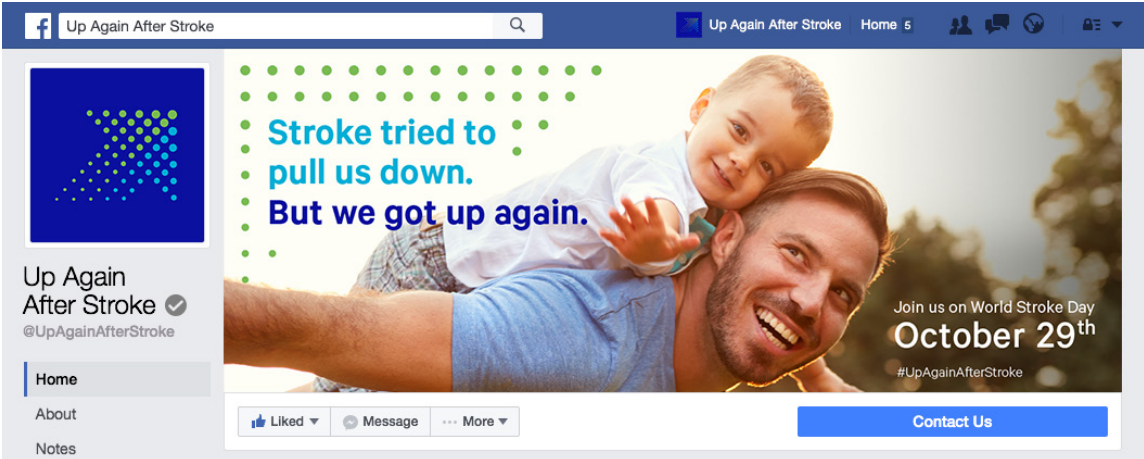 f
Up Again After Stroke
Up Again After Stroke
Home 5
Stroke tried to
pull us down.
But we got up again.
Join us on World Stroke Day
October 29th
#UpAgainAfterStroke
Up Again
After Stroke
@UpAgainAfterStroke
Home
About
Notes
Liked
Message
More
Contact Us